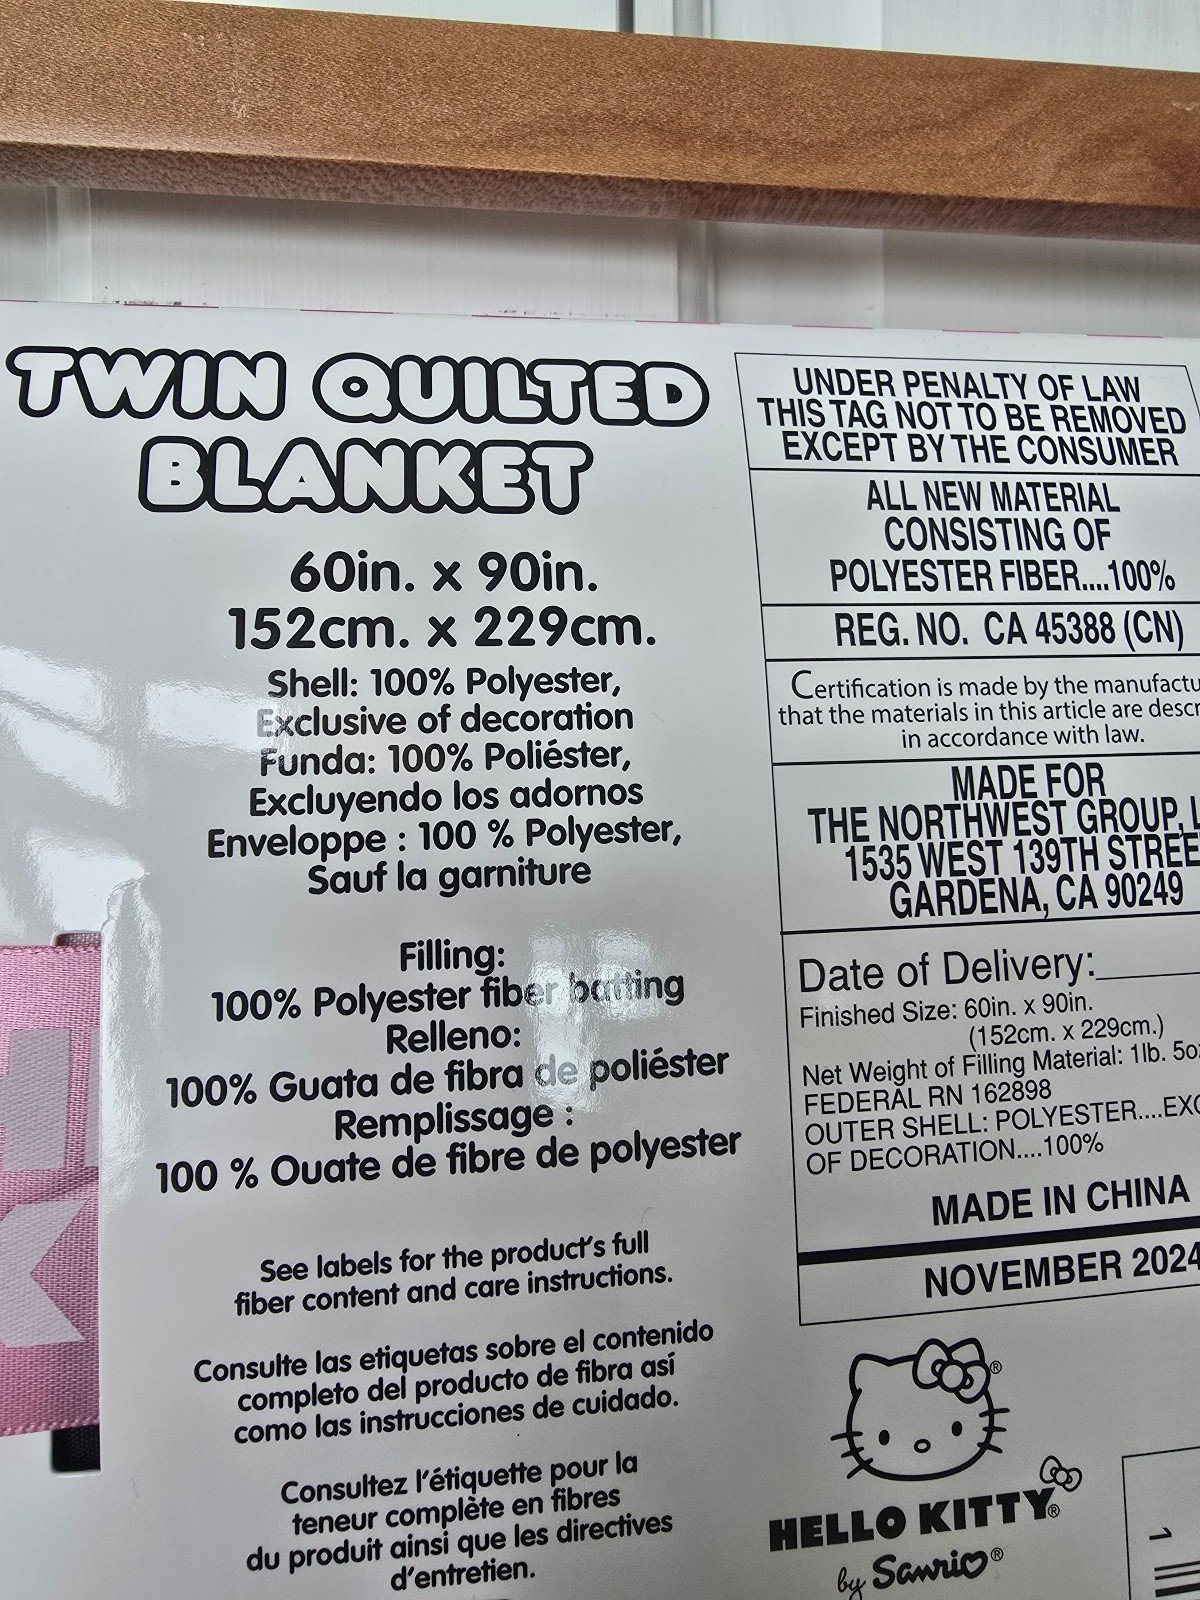 TWIN QUILTED
BLANKET
60in. x 90in.
152cm. x 229cm.
Shell: 100% Polyester,
Exclusive of decoration
Funda: 100% Poliéster,
Excluyendo los adornos
Enveloppe : 100 % Polyester,
Sauf la garniture
Filling:
100% Polyester fiber batting
Relleno:
100% Guata de fibra de poliéster
Remplissage :
100 % Ouate de fibre de polyester
See labels for the product's full
fiber content and care instructions.
Consulte las etiquetas sobre el contenido
completo del producto de fibra así
como las instrucciones de cuidado.
Consultez l'étiquette pour la
teneur complète en fibres
du produit ainsi que les directives
d'entretien.
UNDER PENALTY OF LAW
THIS TAG NOT TO BE REMOVED
EXCEPT BY THE CONSUMER
ALL NEW MATERIAL
CONSISTING OF
POLYESTER FIBER....100%
REG. NO. CA 45388 (CN)
Certification is made by the
that the materials in this article are
in accordance with law.
MADE FOR
THE NORTHWEST GROUP,
1535 WEST 139TH
GARDENA, CA 90249
Date of Delivery:
Finished Size: 60in. x 90in.
(152cm. x 229cm.)
Net Weight of Filling Material: 1lb.
FEDERAL RN 162898
OUTER SHELL: POLYESTER....
OF DECORATION....100%
MADE IN CHINA
NOVEMBER 2024
HELLO KITTY®
by Sanrio®